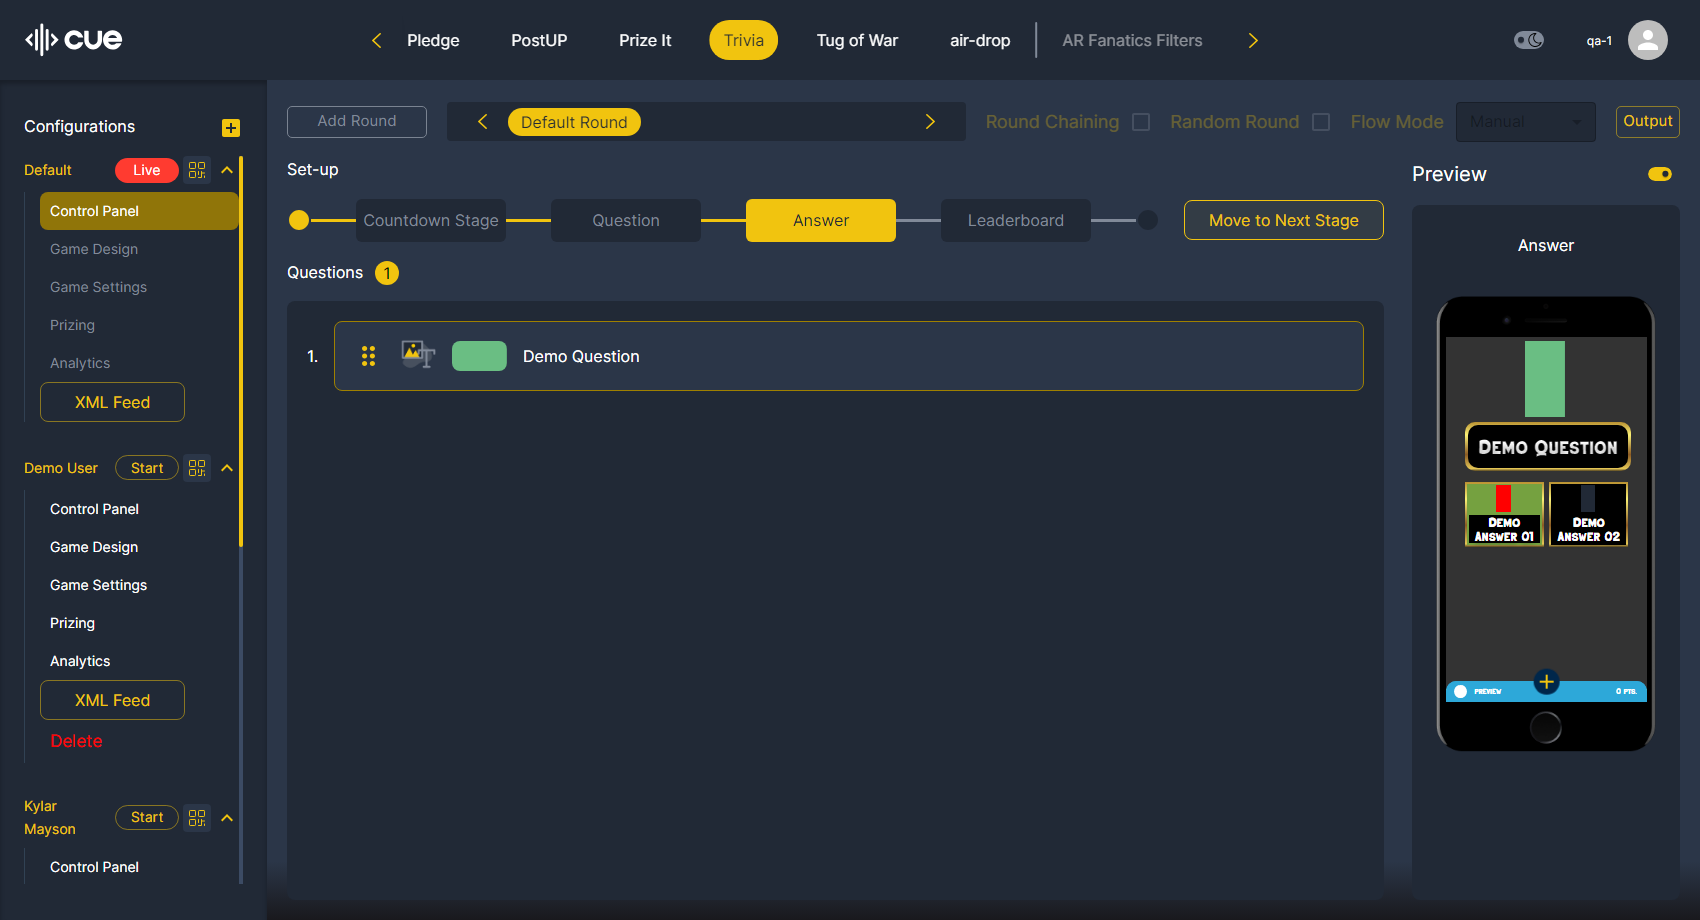 cue
Pledge
PostUP
Prize It
Trivia
Tug of War
air-drop
AR Fanatics Filters
qa-1
Configurations
Default
Live
Control Panel
Game Design
Game Settings
Prizing
Analytics
XML Feed
Demo User
Start
Control Panel
Game Design
Game Settings
Prizing
Analytics
XML Feed
Delete
Kylar
Mayson
Start
Control Panel
Add Round
Default Round
Round Chaining
Random Round
Flow Mode
Manual
Output
Set-up
Countdown Stage
Question
Answer
Leaderboard
Move to Next Stage
Questions 1
1.
Demo Question
Preview
Answer
Demo Question
Demo
Answer 01
Demo
Answer 02
PREVIEW
0 PTS.